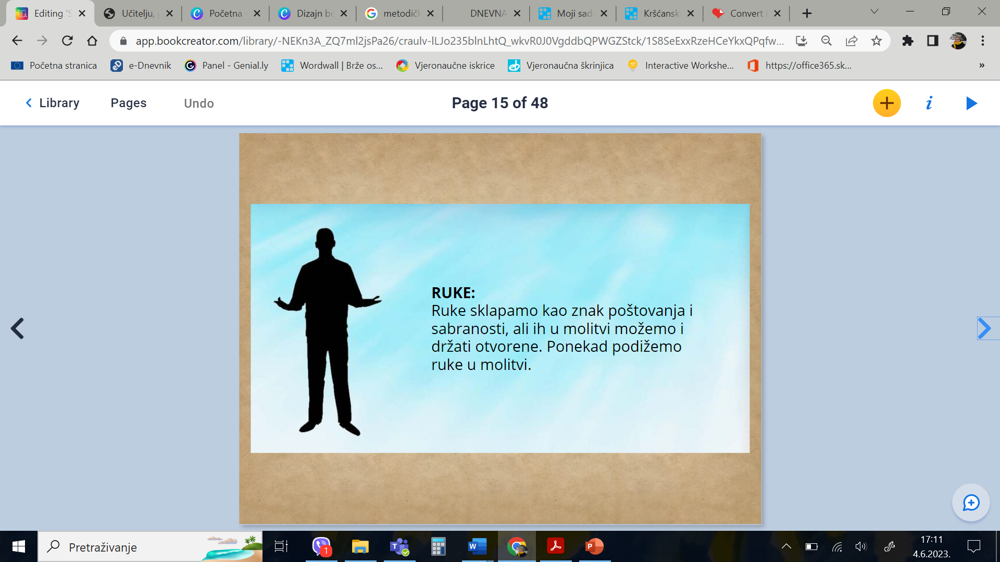 Editing 'S
Učitelju, 
Početna -
Dizajn be
metodičk
DNEVNA
Moji sad
Kršćansk
Convert
app.bookcreator.com/library/-NEKn3A_ZQ7ml2jsPa26/craulv-lLJo235blnLhtQ_wkvR0J0VgddbQPWGZStck/1S8SeExxRzeHCeYkxQPqfw...
Početna stranica
e-Dnevnik
Panel - Genial.ly
Wordwall | Brže os...
Vjeronaučne iskrice
Vjeronaučna škrinjica
Interactive Workshe...
https://office365.sk...
»
Library
Pages
Undo
Page 15 of 48
RUKE:
Ruke sklapamo kao znak poštovanja i
sabranosti, ali ih u molitvi možemo i
držati otvorene. Ponekad podižemo
ruke u molitvi.
Pretraživanje
1
17:11
4.6.2023.